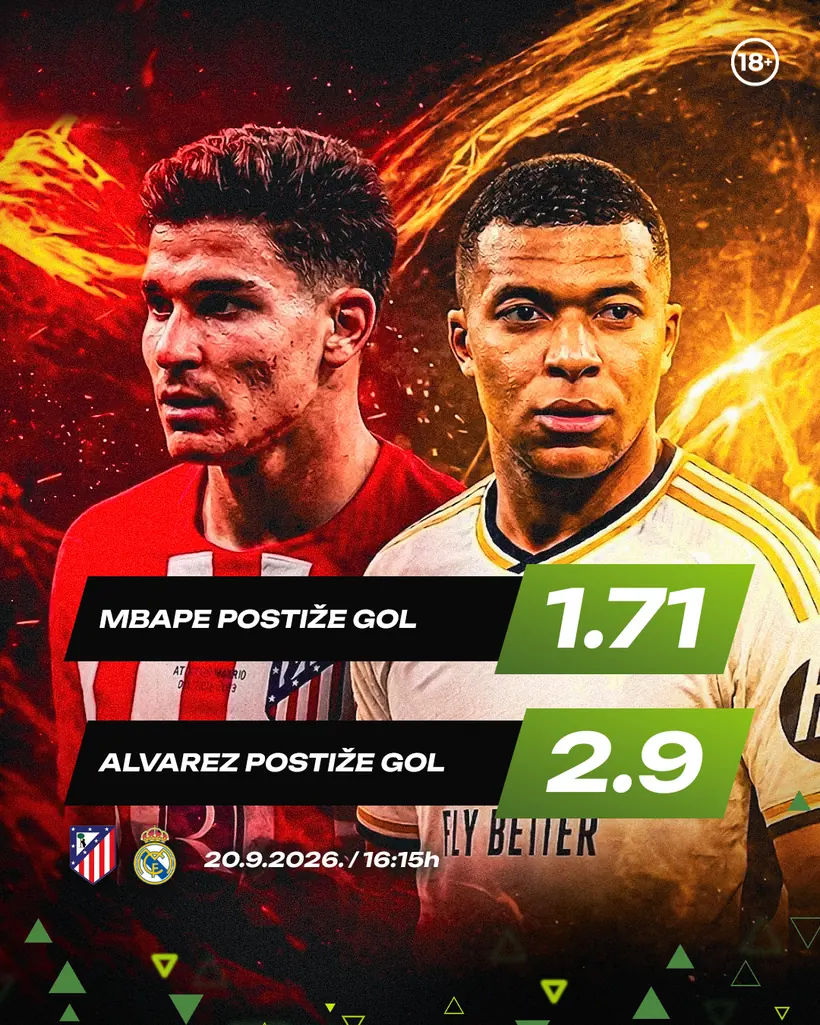 18+
MBAPE POSTIŽE GOL
1.71
ALVAREZ POSTIŽE GOL
2.9
FLY BETTER
20.9.2026. / 16:15h